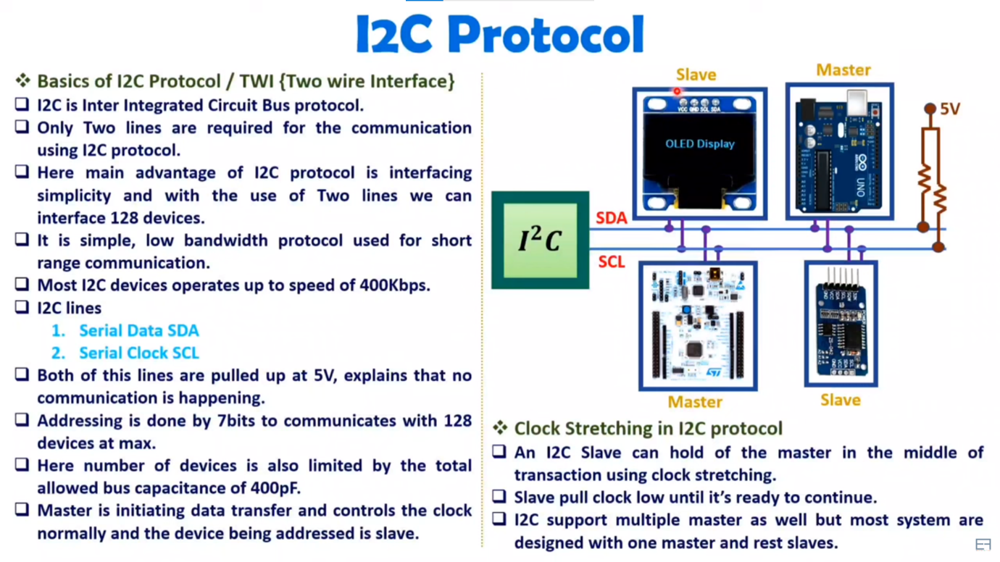 I2C Protocol
❖ Basics of I2C Protocol / TWI {Two wire Interface}
❑ I2C is Inter Integrated Circuit Bus protocol.
❑ Only Two lines are required for the communication
using I2C protocol.
❑ Here main advantage of I2C protocol is interfacing
simplicity and with the use of Two lines we can
interface 128 devices.
❑ It is simple, low bandwidth protocol used for short
range communication.
❑ Most I2C devices operates up to speed of 400Kbps.
❑ I2C lines
1. Serial Data SDA
2. Serial Clock SCL
❑ Both of this lines are pulled up at 5V, explains that no
communication is happening.
❑ Addressing is done by 7bits to communicates with 128
devices at max.
❑ Here number of devices is also limited by the total
allowed bus capacitance of 400pF.
❑ Master is initiating data transfer and controls the clock
normally and the device being addressed is slave.
Slave
Master
VCC GND SCL SDA
OLED Display
UNO
5V
I²C
SDA
SCL
ST
Master
Slave
❖ Clock Stretching in I2C protocol
❑ An I2C Slave can hold of the master in the middle of
transaction using clock stretching.
❑ Slave pull clock low until it's ready to continue.
❑ I2C support multiple master as well but most system are
designed with one master and rest slaves.